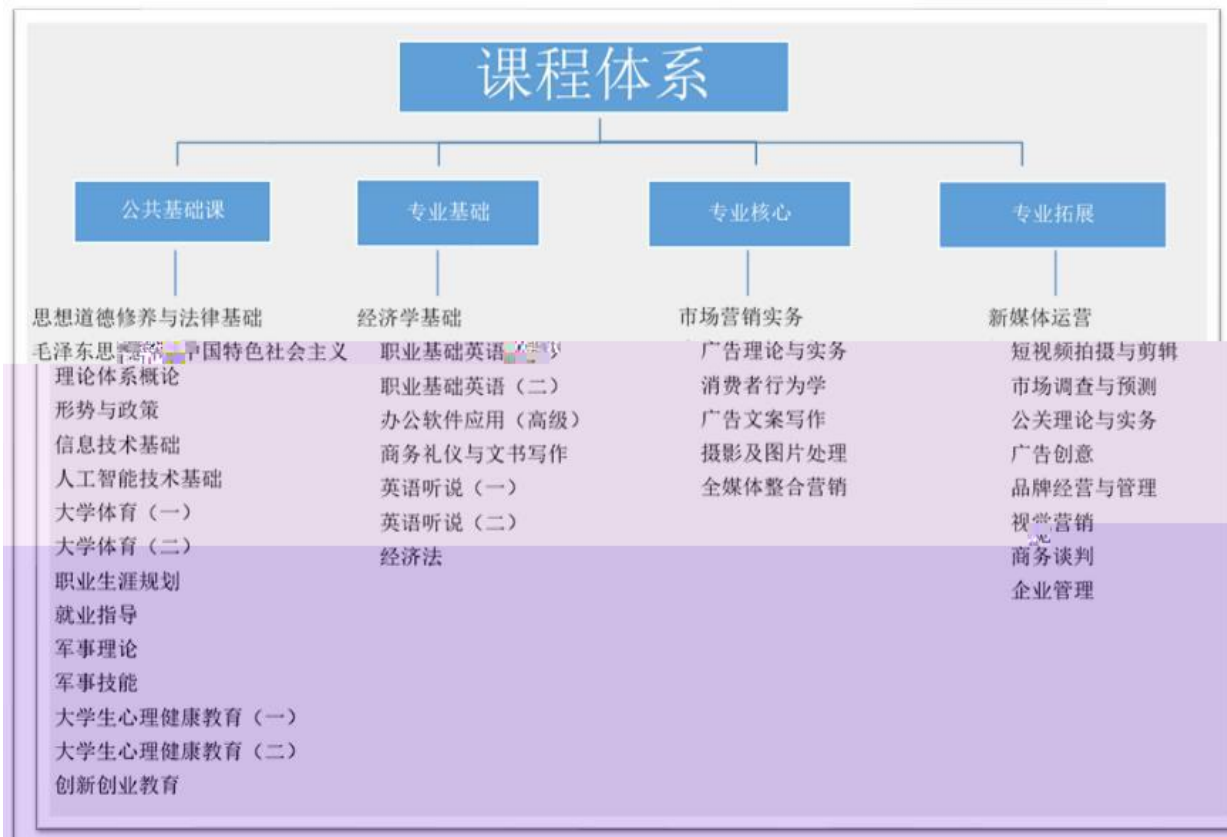 课程体系
公共基础课
专业基础
专业核心
专业拓展
思想道德修养与法律基础
毛泽东思 中国特色社会主义
理论体系概论
形势与政策
信息技术基础
人工智能技术基础
大学体育（一）
大学体育（二）
职业生涯规划
就业指导
军事理论
军事技能
大学生心理健康教育（一）
大学生心理健康教育（二）
创新创业教育
经济学基础
职业基础英语
职业基础英语（二）
办公软件应用（高级）
商务礼仪与文书写作
英语听说（一）
英语听说（二）
经济法
市场营销实务
广告理论与实务
消费者行为学
广告文案写作
摄影及图片处理
全媒体整合营销
新媒体运营
短视频拍摄与剪辑
市场调查与预测
公关理论与实务
广告创意
品牌经营与管理
视觉营销
商务谈判
企业管理